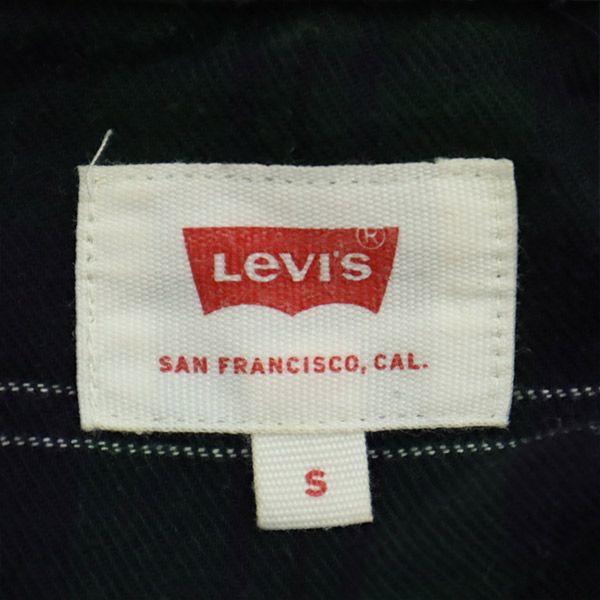 LEVI'S®
SAN FRANCISCO, CAL.
S